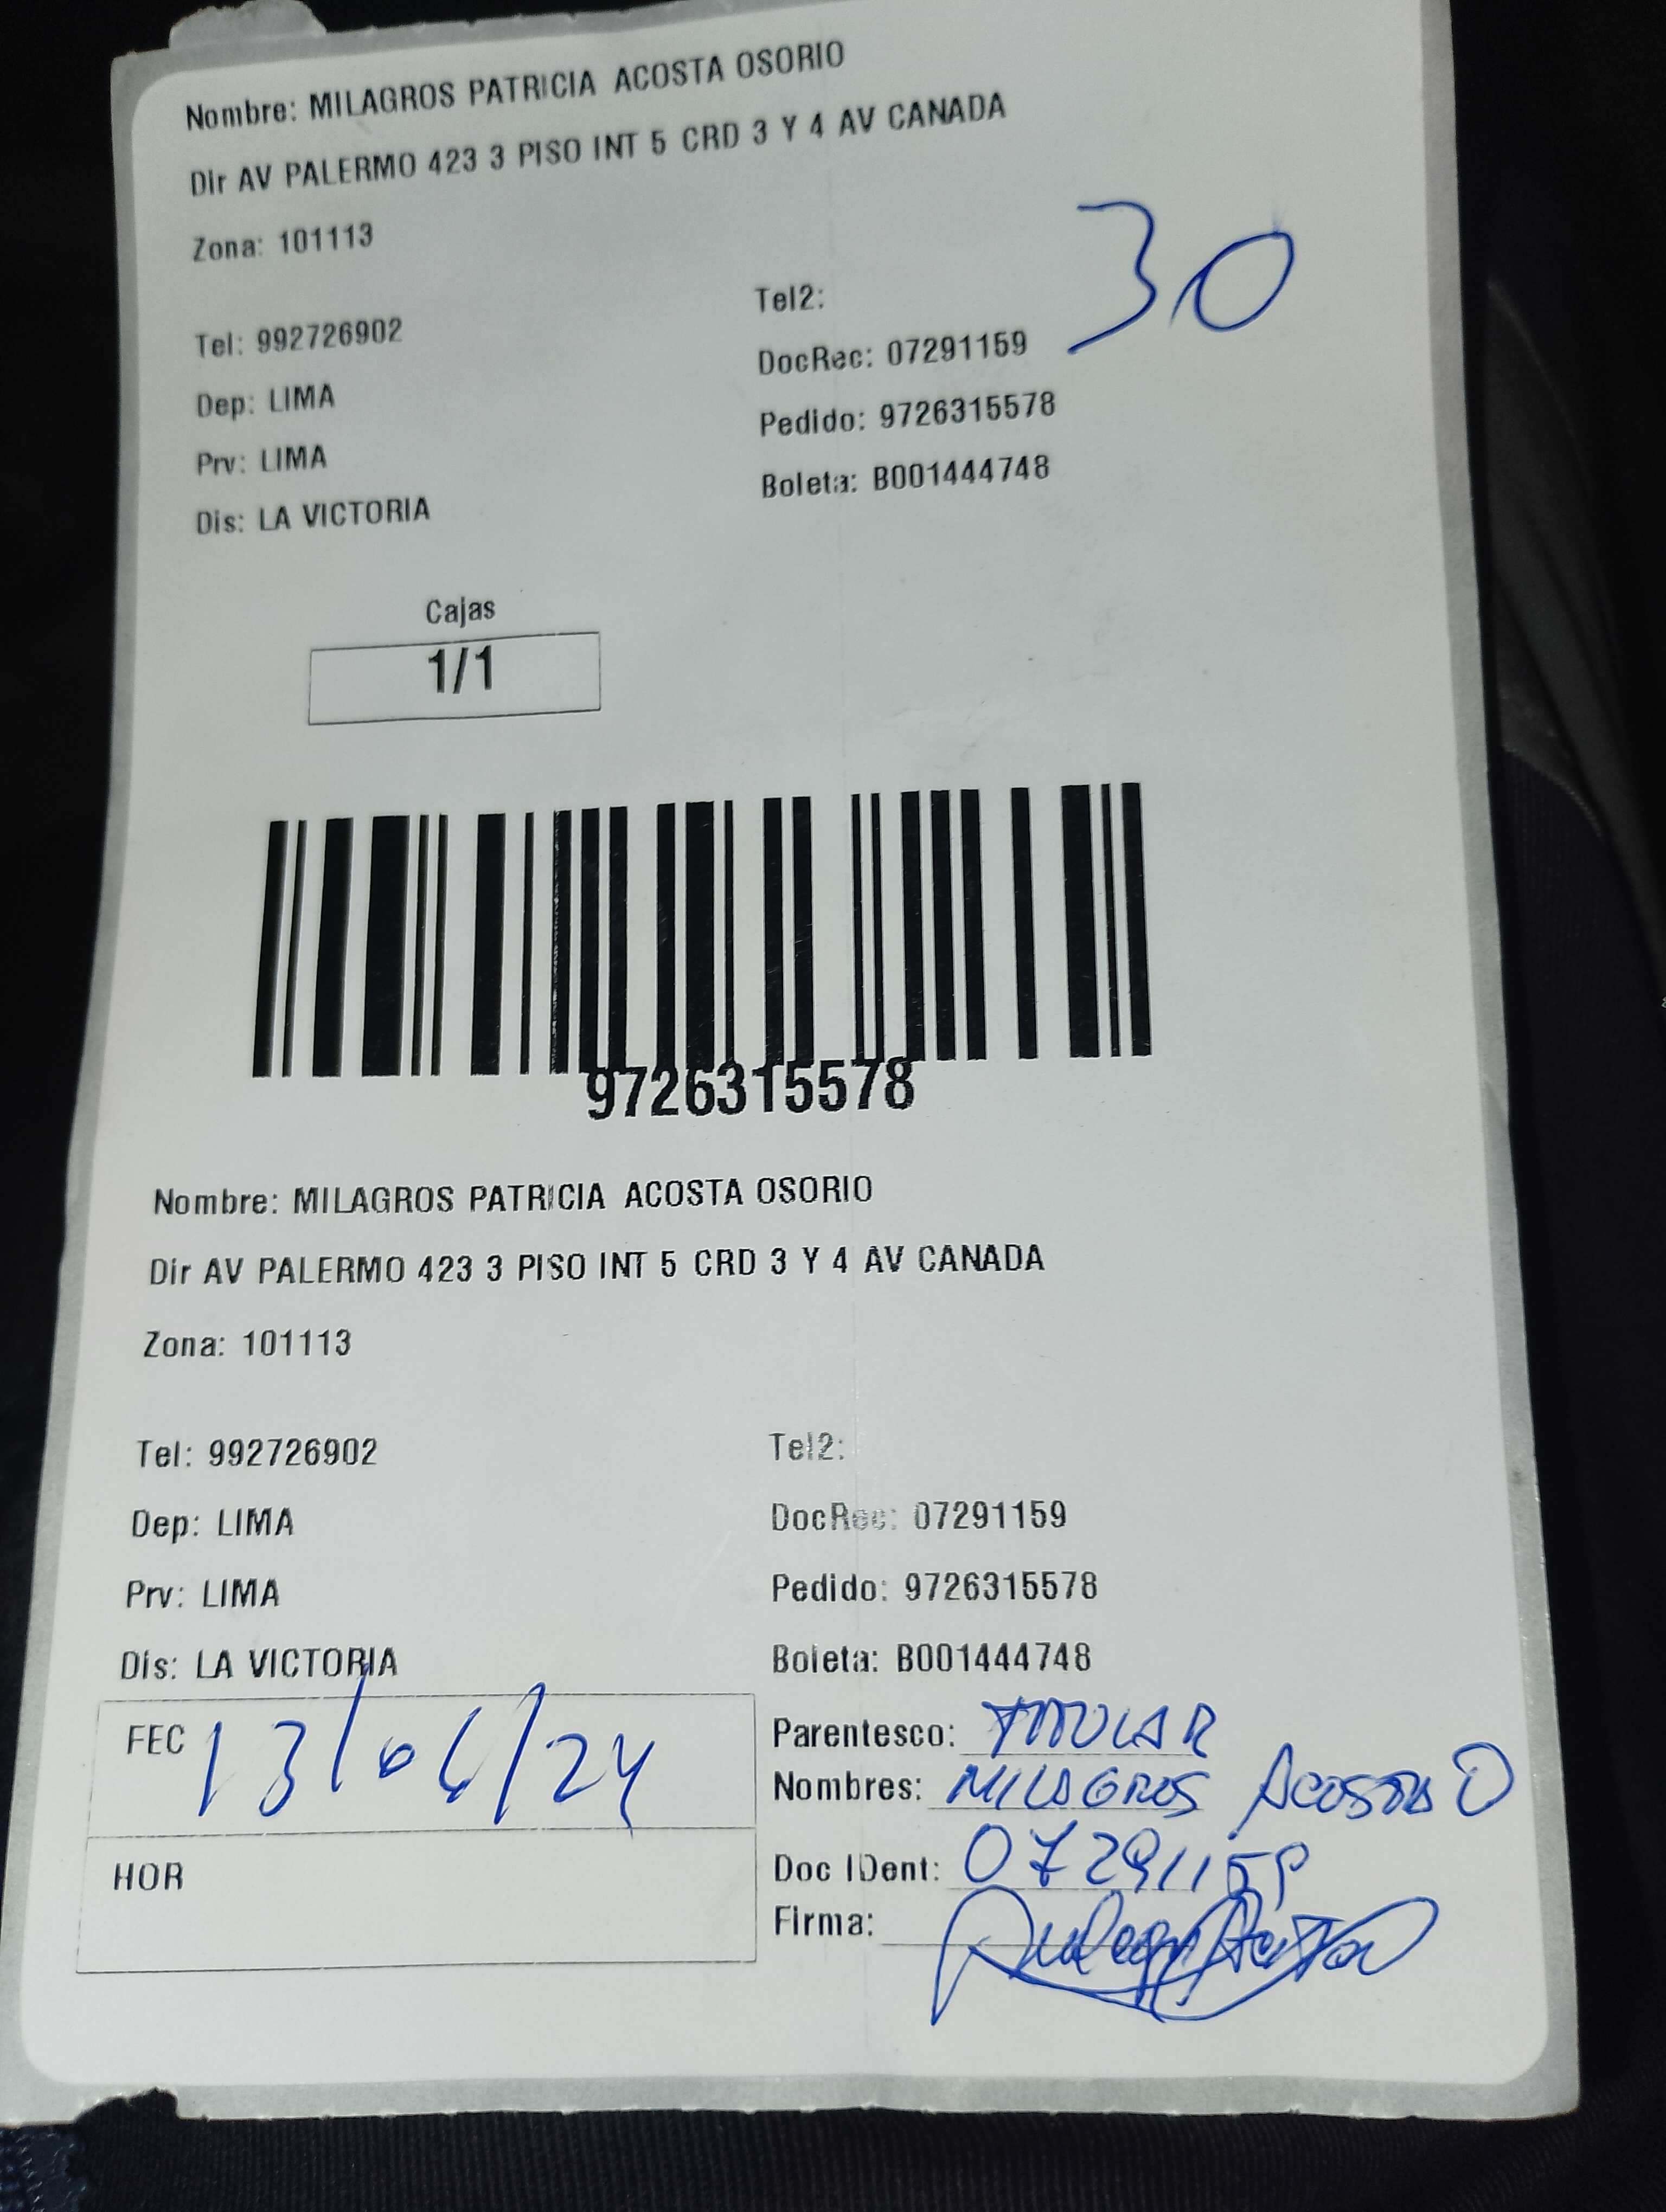 Nombre: MILAGROS PATRICIA ACOSTA OSORIO
Dir AV PALERMO 423 3 PISO INT 5 CRD 3 Y 4 AV CANADA
Zona: 101113
30
Tel: 992726902
Tel2:
Dep: LIMA
DocRec: 07291159
Prv: LIMA
Pedido: 9726315578
Dis: LA VICTORIA
Boleta: B001444748
Cajas
1/1
9726315578
Nombre: MILAGROS PATRICIA ACOSTA OSORIO
Dir AV PALERMO 423 3 PISO INT 5 CRD 3 Y 4 AV CANADA
Zona: 101113
Tel: 992726902
Tel2:
Dep: LIMA
DocRec: 07291159
Prv: LIMA
Pedido: 9726315578
Dis: LA VICTORIA
Boleta: B001444748
FEC 13/06/24
HOR
Parentesco: TITULAR
Nombres: MILAGROS ACOSTA O
Doc IDent: 07291159
Firma: